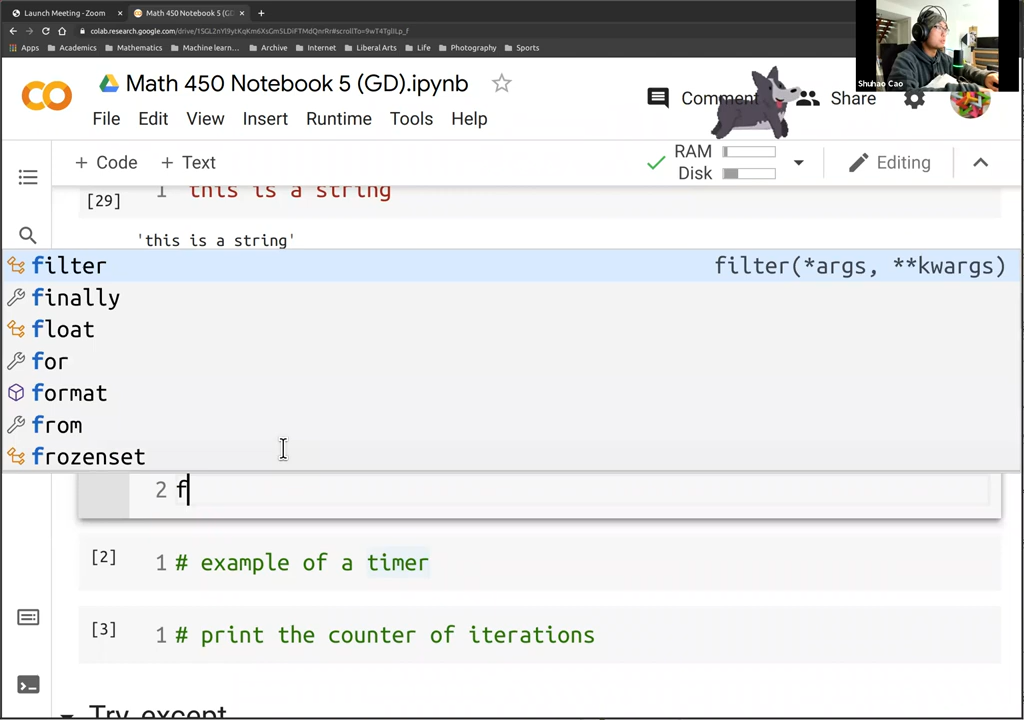 Launch Meeting - Zoom
Math 450 Notebook 5 (GD
Apps Academics Mathematics Machine learn... Archive Internet Liberal Arts Life Photography Sports
Shuhao Cao
Math 450 Notebook 5 (GD).ipynb
Comment Share
File Edit View Insert Runtime Tools Help
+ Code + Text
RAM
Disk
Editing
[29] 1 this is a string
'this is a string'
filter filter(*args, **kwargs)
finally
float
for
format
from
frozenset
2 f
[2] 1 # example of a timer
[3] 1 # print the counter of iterations
Try except